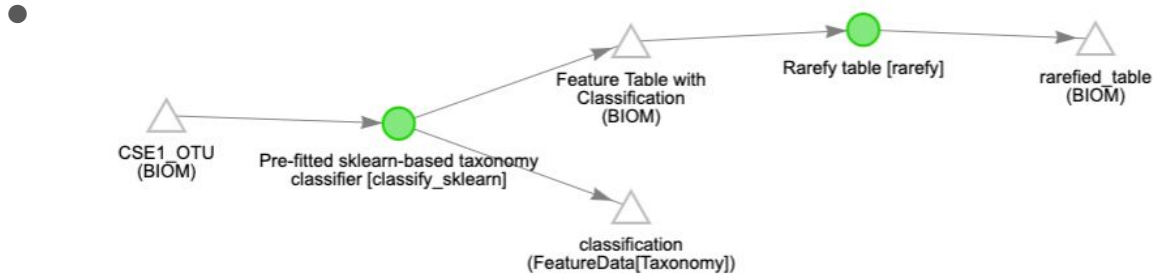 CSE1_OTU
(BIOM)
Pre-fitted sklearn-based taxonomy
classifier [classify_sklearn]
Feature Table with
Classification
(BIOM)
classification
(FeatureData[Taxonomy])
Rarefy table [rarefy]
rarefied_table
(BIOM)